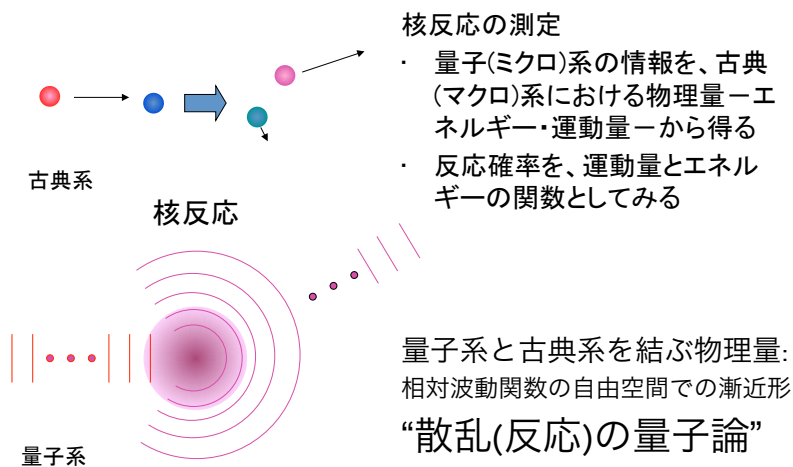 核反応の測定
・ 量子(ミクロ)系の情報を、古典
(マクロ)系における物理量－エ
ネルギー・運動量－から得る
・ 反応確率を、運動量とエネル
ギーの関数としてみる
古典系
核反応
量子系と古典系を結ぶ物理量:
相対波動関数の自由空間での漸近形
“散乱(反応)の量子論”
量子系